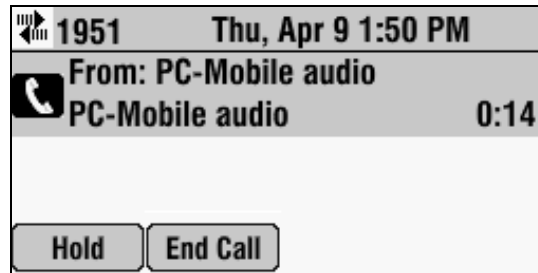 1951 Thu, Apr 9 1:50 PM
From: PC-Mobile audio
PC-Mobile audio 0:14
Hold End Call